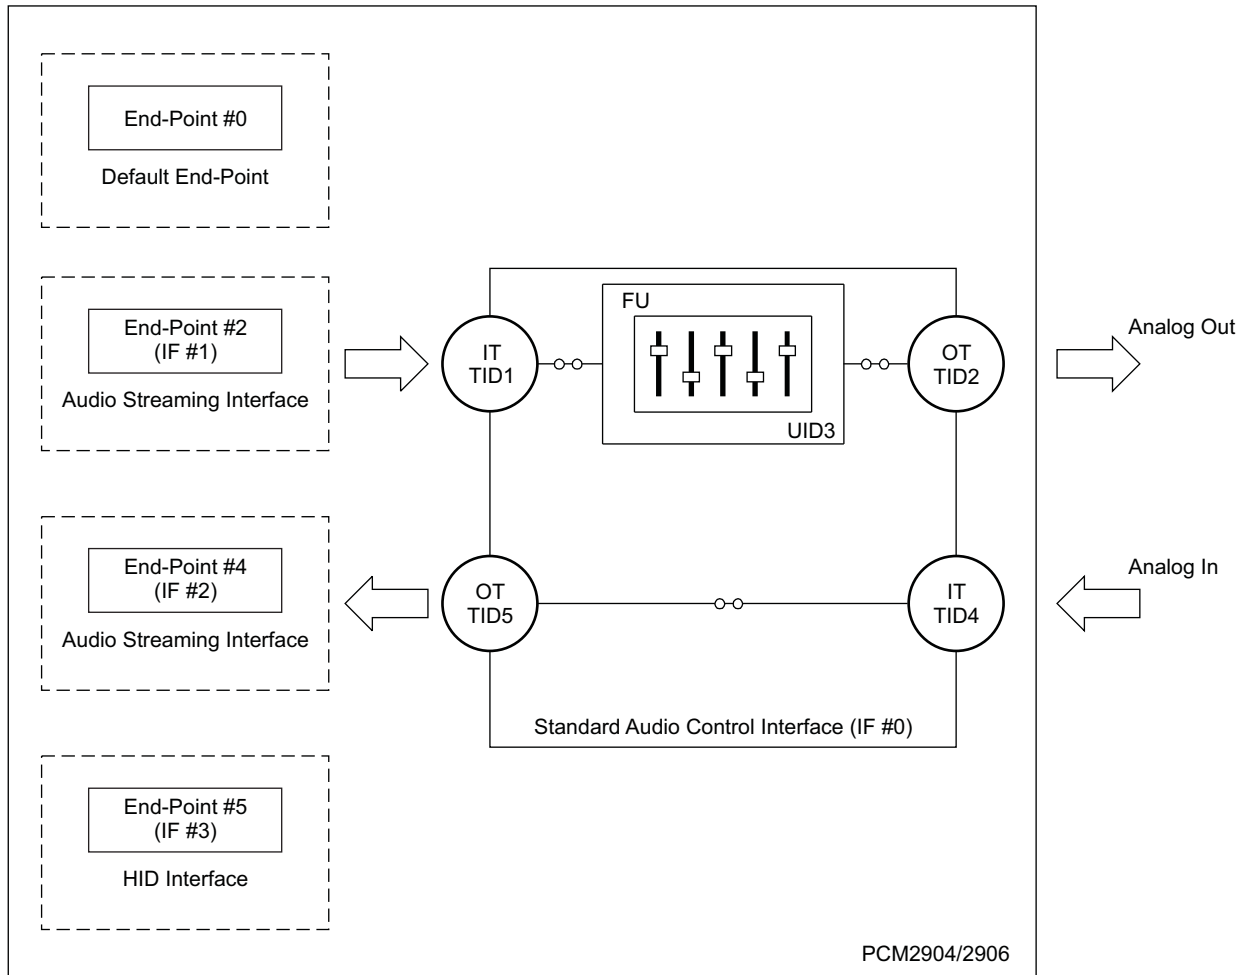 End-Point #0
Default End-Point
End-Point #2
(IF #1)
Audio Streaming Interface
IT
TID1
FU
UID3
OT
TID2
Analog Out
End-Point #4
(IF #2)
Audio Streaming Interface
OT
TID5
IT
TID4
Analog In
Standard Audio Control Interface (IF #0)
End-Point #5
(IF #3)
HID Interface
PCM2904/2906